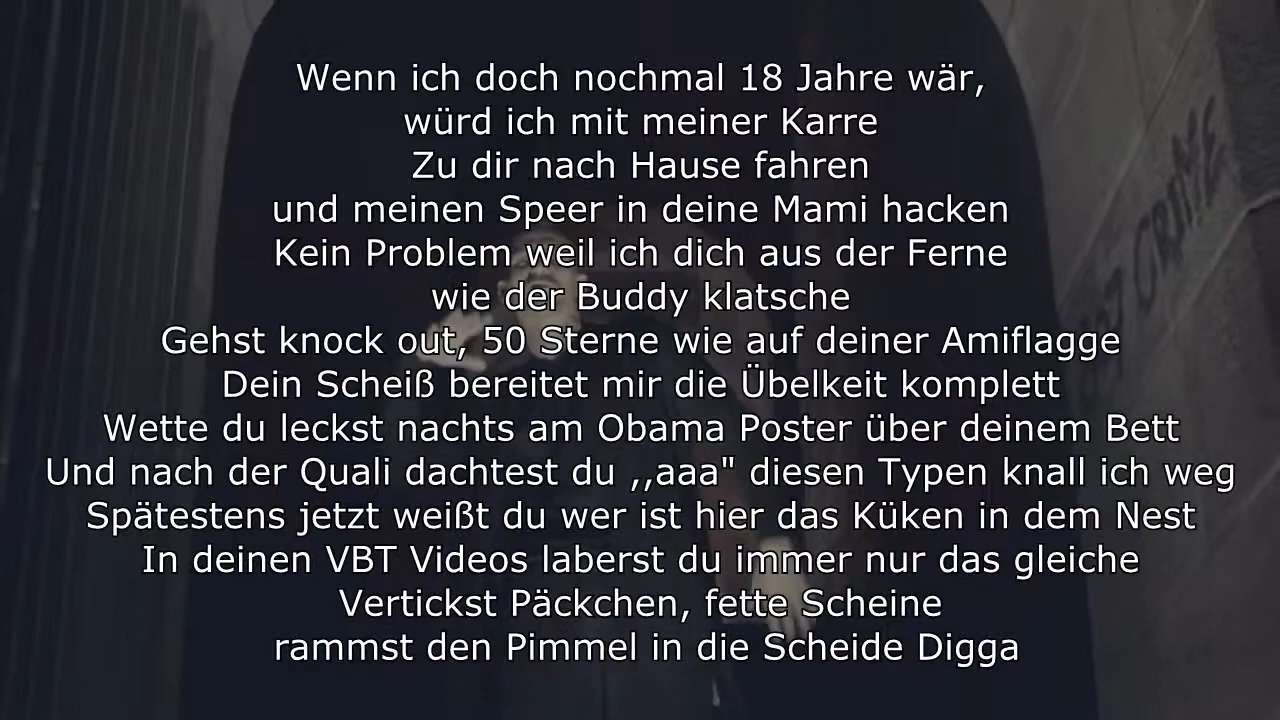 Wenn ich doch nochmal 18 Jahre wär,
würd ich mit meiner Karre
Zu dir nach Hause fahren
und meinen Speer in deine Mami hacken
Kein Problem weil ich dich aus der Ferne
wie der Buddy klatsche
Gehst knock out, 50 Sterne wie auf deiner Amiflagge
Dein Scheiß bereitet mir die Übelkeit komplett
Wette du leckst nachts am Obama Poster über deinem Bett
Und nach der Quali dachtest du ,,aaa" diesen Typen knall ich weg
Spätestens jetzt weißt du wer ist hier das Küken in dem Nest
In deinen VBT Videos laberst du immer nur das gleiche
Vertickst Päckchen, fette Scheine
rammst den Pimmel in die Scheide Digga